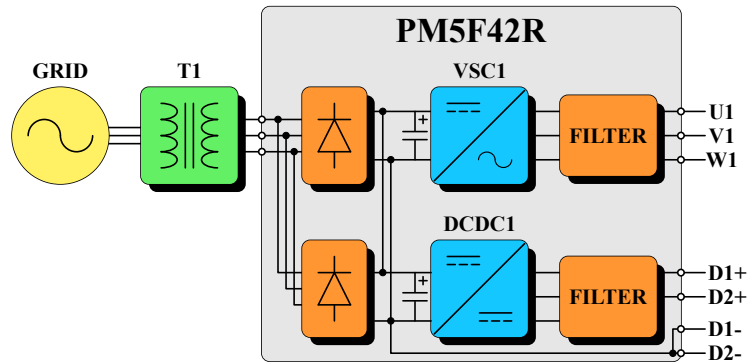 PM5F42R
GRID
T1
VSC1
+
FILTER
U1
V1
W1
DCDC1
+
FILTER
D1+
D2+
D1-
D2-